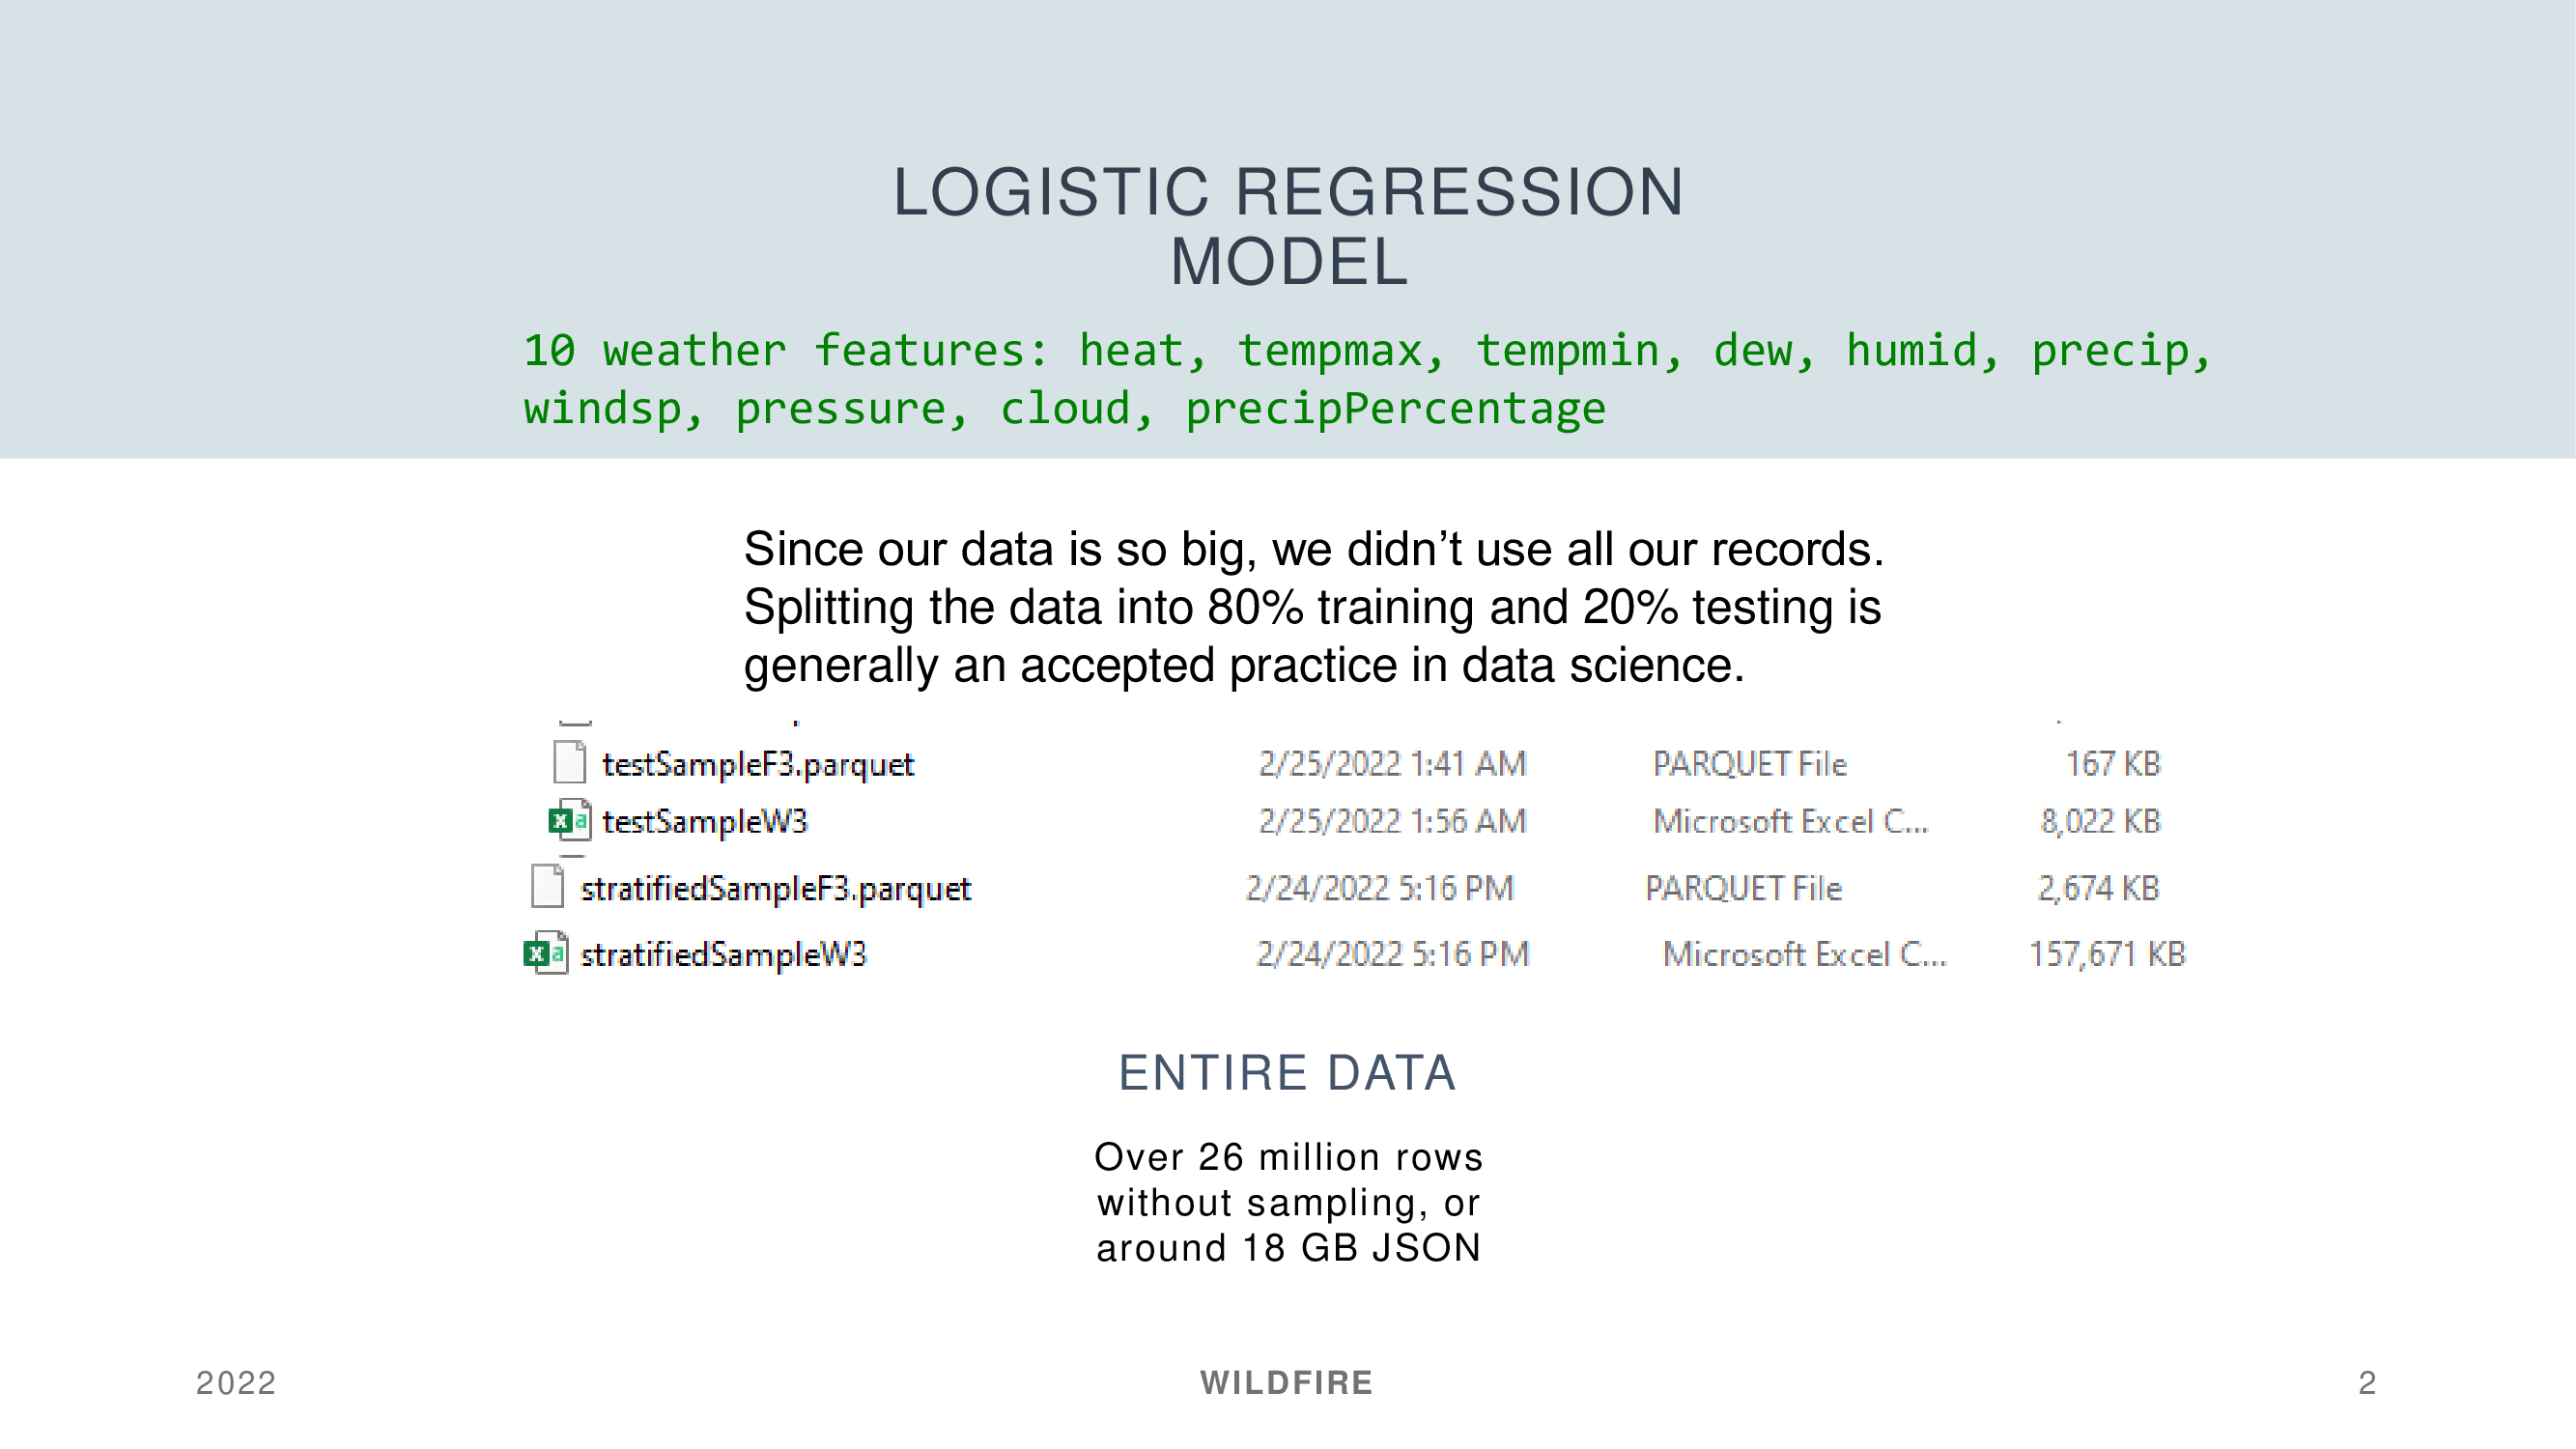 LOGISTIC REGRESSION
MODEL
10 weather features: heat, tempmax, tempmin, dew, humid, precip,
windsp, pressure, cloud, precipPercentage
Since our data is so big, we didn’t use all our records.
Splitting the data into 80% training and 20% testing is
generally an accepted practice in data science.
testSampleF3.parquet 2/25/2022 1:41 AM PARQUET File 167 KB
testSampleW3 2/25/2022 1:56 AM Microsoft Excel C... 8,022 KB
stratifiedSampleF3.parquet 2/24/2022 5:16 PM PARQUET File 2,674 KB
stratifiedSampleW3 2/24/2022 5:16 PM Microsoft Excel C... 157,671 KB
ENTIRE DATA
Over 26 million rows
without sampling, or
around 18 GB JSON
2022 WILDFIRE 2